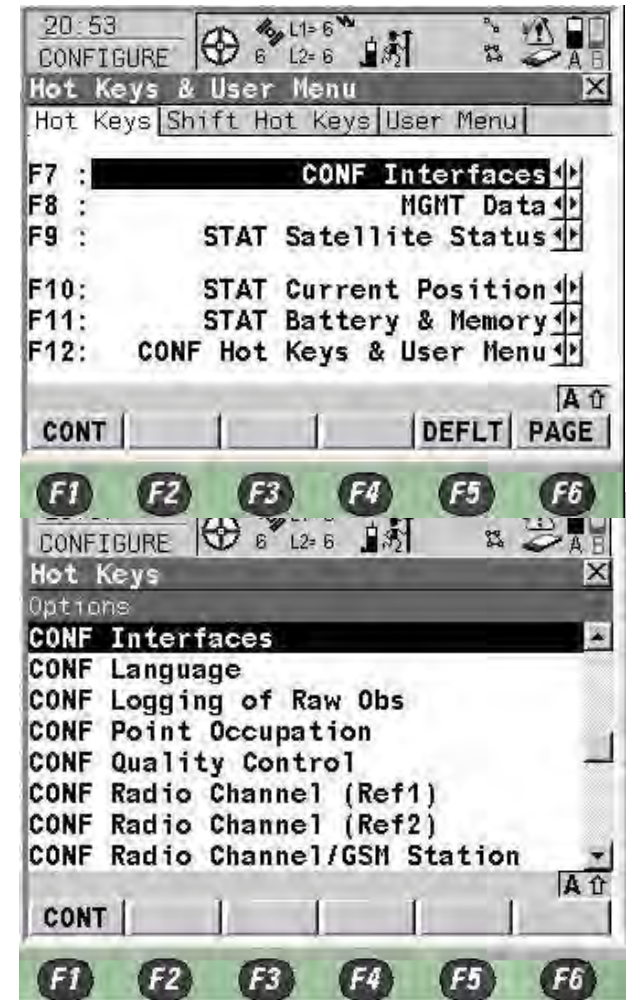 20:53
CONFIGURE 6 L1= 6 L2= 6 A B
Hot Keys & User Menu
Hot Keys Shift Hot Keys User Menu
F7 : CONF Interfaces
F8 : MGMT Data
F9 : STAT Satellite Status
F10: STAT Current Position
F11: STAT Battery & Memory
F12: CONF Hot Keys & User Menu
A
CONT DEFLT PAGE
F1 F2 F3 F4 F5 F6
CONFIGURE 6 L2= 6 A B
Hot Keys
Options
CONF Interfaces
CONF Language
CONF Logging of Raw Obs
CONF Point Occupation
CONF Quality Control
CONF Radio Channel (Ref1)
CONF Radio Channel (Ref2)
CONF Radio Channel/GSM Station
A
CONT
F1 F2 F3 F4 F5 F6